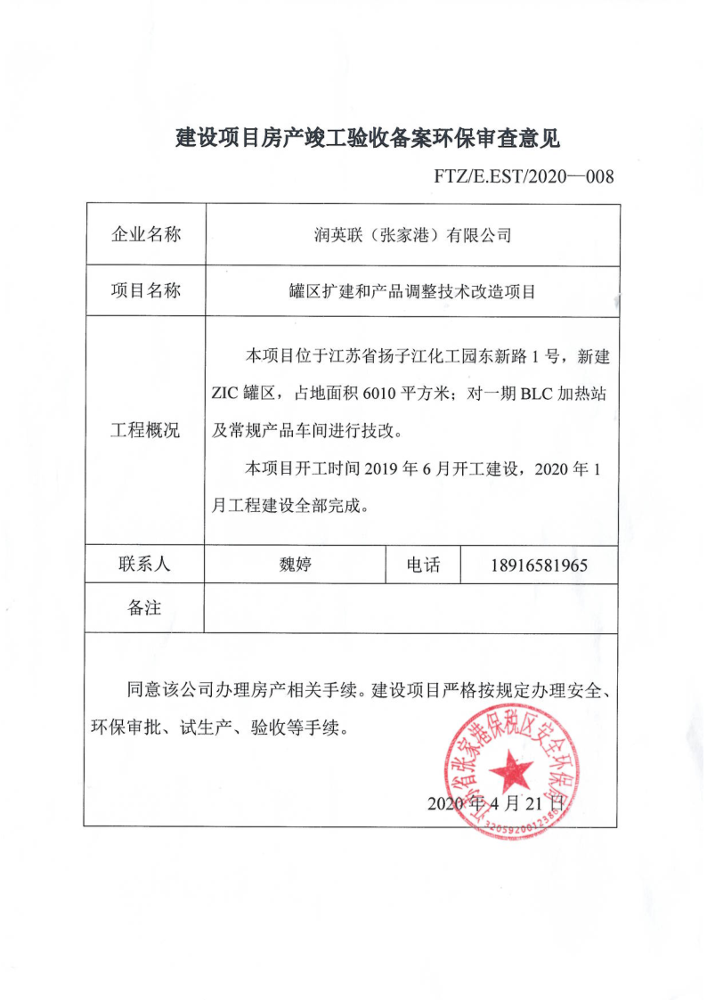 建设项目房产竣工验收备案环保审查意见
FTZ/E.EST/2020—008
企业名称
润英联（张家港）有限公司
项目名称
罐区扩建和产品调整技术改造项目
工程概况
本项目位于江苏省扬子江化工园东新路 1 号，新建
ZIC 罐区，占地面积 6010 平方米；对一期 BLC 加热站
及常规产品车间进行技改。
本项目开工时间 2019 年 6 月开工建设，2020 年 1
月工程建设全部完成。
联系人
魏婷
电话
18916581965
备注
同意该公司办理房产相关手续。建设项目严格按规定办理安全、
环保审批、试生产、验收等手续。
江苏省张家港保税区安全环保局
2020 年 4 月 21 日
3205920012386